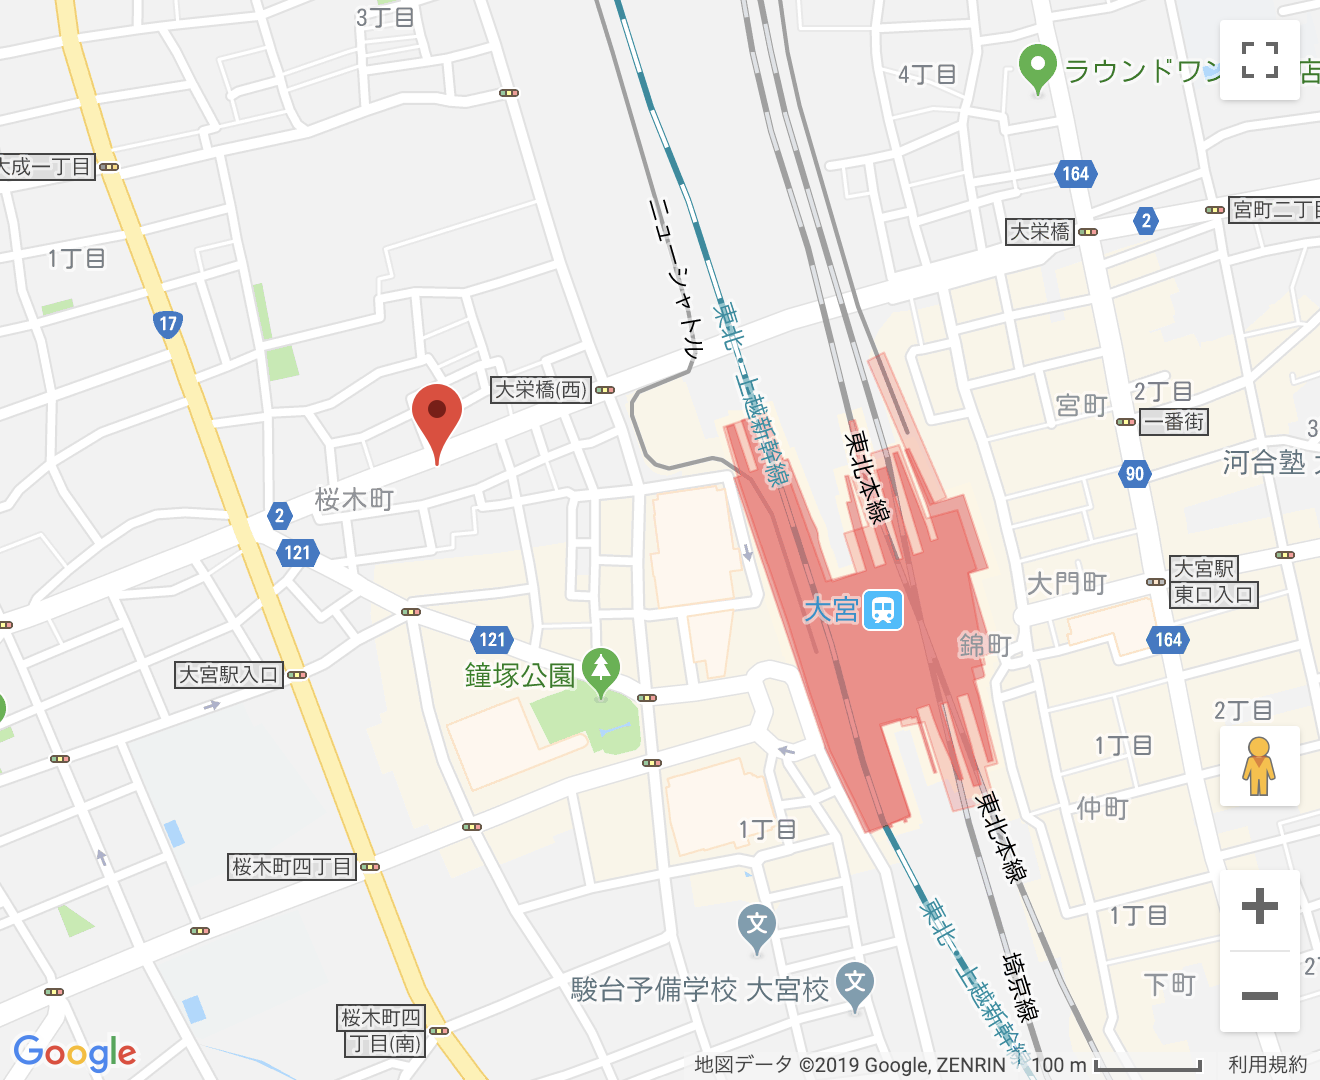 3丁目
4丁目
ラウンドワン
店
大成一丁目
164
宮町二丁目
2
大栄橋
1丁目
ニューシャトル
17
東北・上越新幹線
大栄橋(西)
2丁目
宮町
一番街
東北本線
河合塾
90
桜木町
2
121
大宮駅
東口入口
大門町
大宮
121
164
錦町
鐘塚公園
大宮駅入口
2丁目
1丁目
東北本線
仲町
1丁目
桜木町四丁目
1丁目
東北・上越新幹線
文
埼京線
文
駿台予備学校 大宮校
下町
桜木町四
丁目(南)
Google
地図データ ©2019 Google, ZENRIN
100 m
利用規約